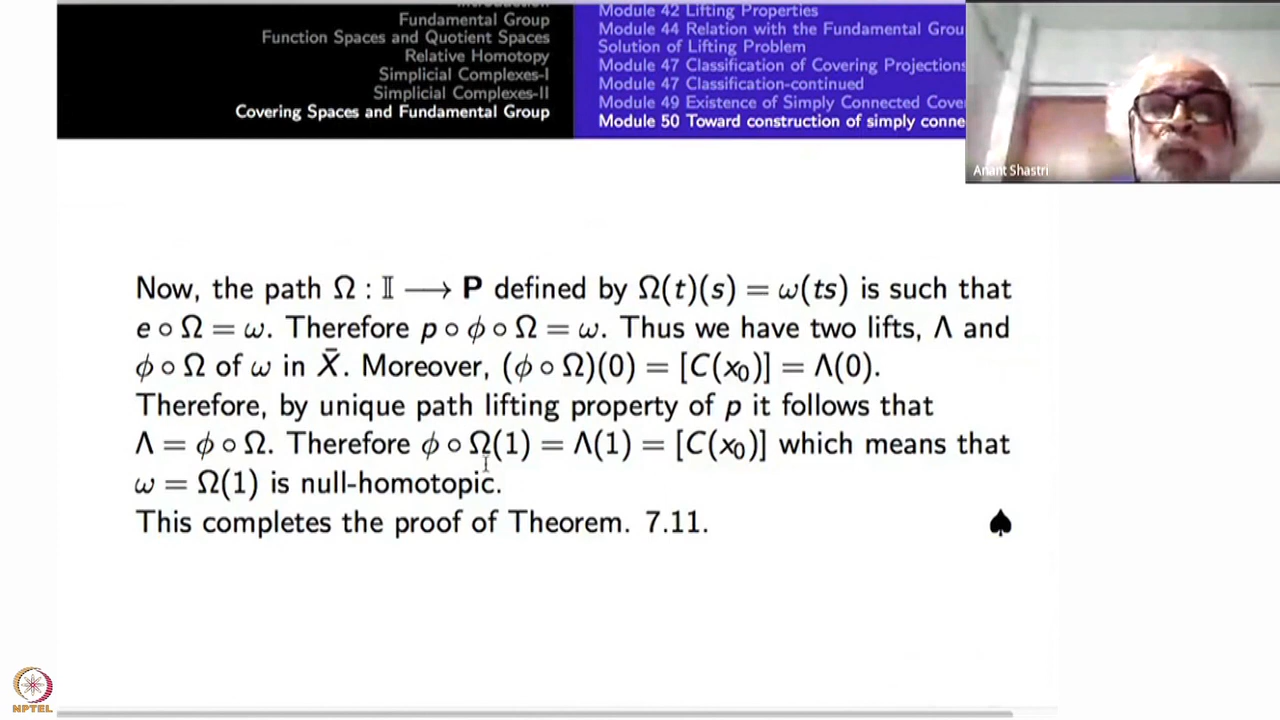 Fundamental Group
Function Spaces and Quotient Spaces
Relative Homotopy
Simplicial Complexes-I
Simplicial Complexes-II
Covering Spaces and Fundamental Group
Module 42 Lifting Properties
Module 44 Relation with the Fundamental Grou
Solution of Lifting Problem
Module 47 Classification of Covering Projections
Module 47 Classification-continued
Module 49 Existence of Simply Connected Cove
Module 50 Toward construction of simply conne
Anant Shastri
Now, the path Ω : 𝕀 ⟶ P defined by Ω(t)(s) = ω(ts) is such that
e ∘ Ω = ω. Therefore p ∘ ϕ ∘ Ω = ω. Thus we have two lifts, Λ and
ϕ ∘ Ω of ω in X̄. Moreover, (ϕ ∘ Ω)(0) = [C(x₀)] = Λ(0).
Therefore, by unique path lifting property of p it follows that
Λ = ϕ ∘ Ω. Therefore ϕ ∘ Ω(1) = Λ(1) = [C(x₀)] which means that
ω = Ω(1) is null-homotopic.
This completes the proof of Theorem. 7.11. ♠
NPTEL